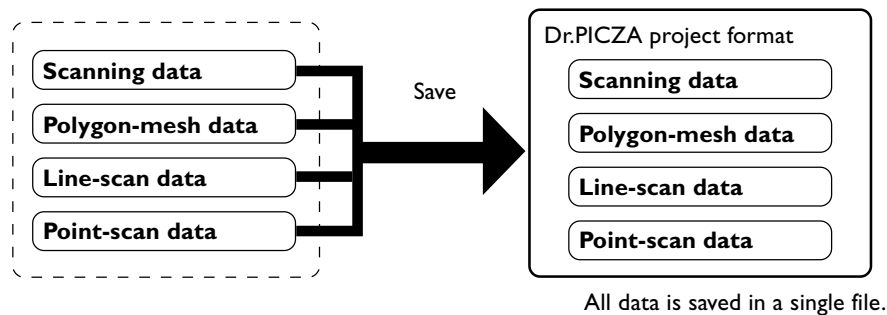 Scanning data
Polygon-mesh data
Line-scan data
Point-scan data
Save
Dr.PICZA project format
Scanning data
Polygon-mesh data
Line-scan data
Point-scan data
All data is saved in a single file.